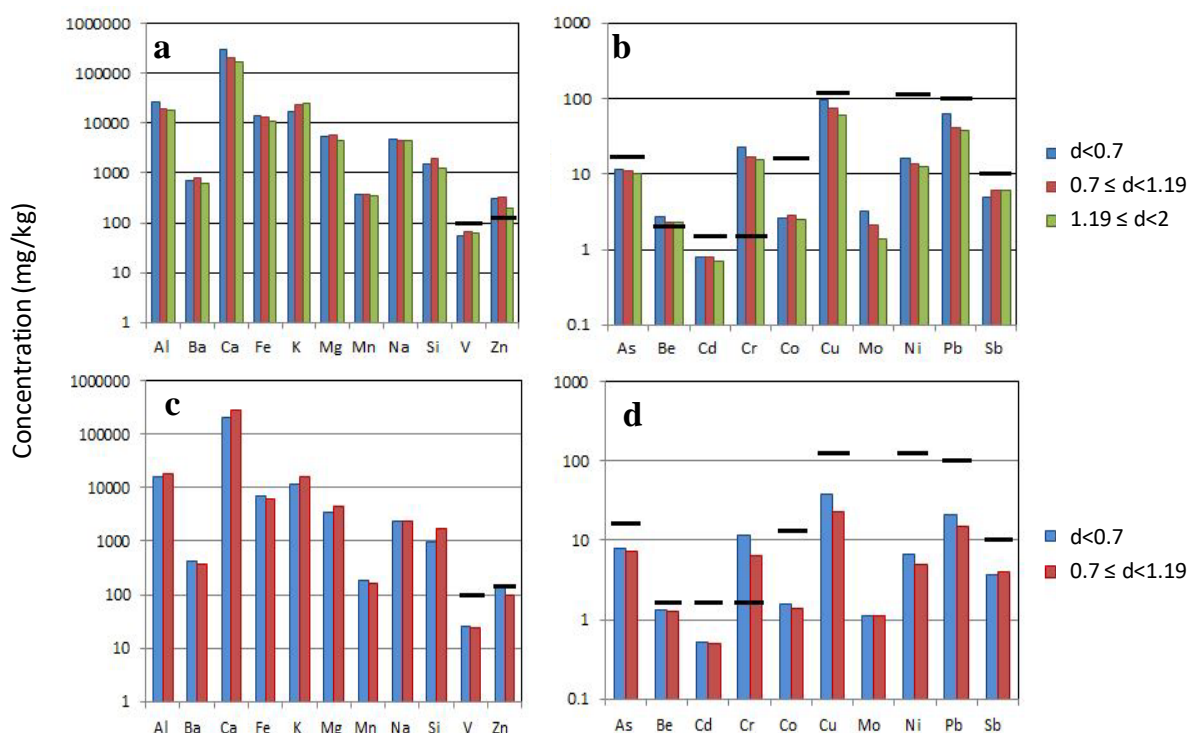 Concentration (mg/kg)
a
1000000
100000
10000
1000
100
10
1
Al Ba Ca Fe K Mg Mn Na Si V Zn
b
1000
100
10
1
0.1
As Be Cd Cr Co Cu Mo Ni Pb Sb
d<0.7
0.7 ≤ d<1.19
1.19 ≤ d<2
c
1000000
100000
10000
1000
100
10
1
Al Ba Ca Fe K Mg Mn Na Si V Zn
d
1000
100
10
1
0.1
As Be Cd Cr Co Cu Mo Ni Pb Sb
d<0.7
0.7 ≤ d<1.19